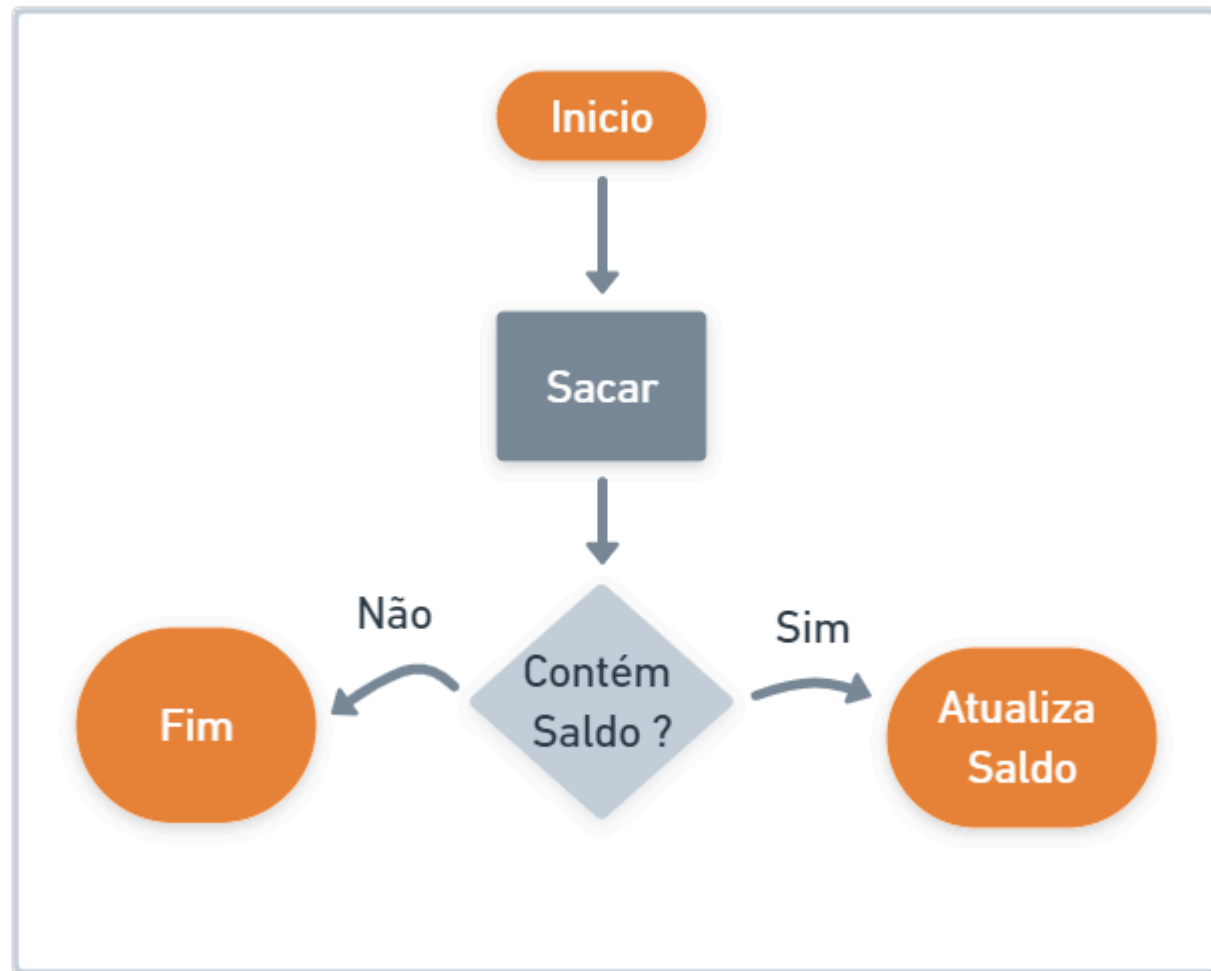 Inicio
Sacar
Não
Sim
Contém
Saldo ?
Fim
Atualiza
Saldo